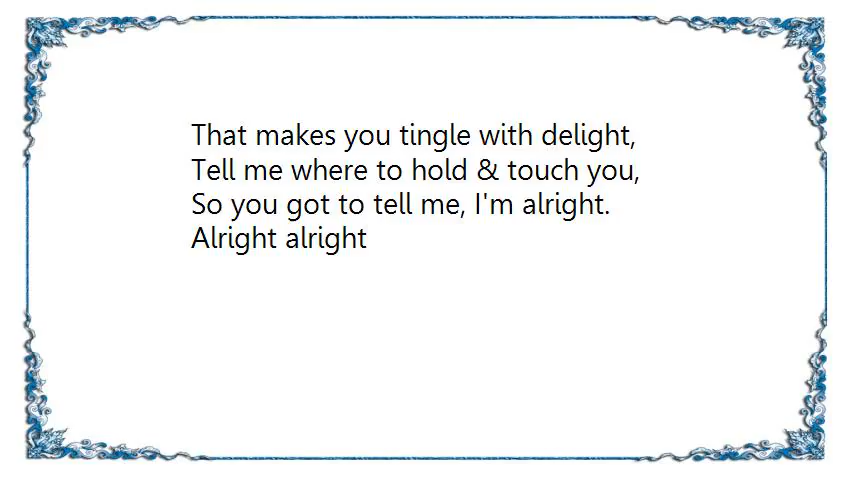 That makes you tingle with delight,
Tell me where to hold & touch you,
So you got to tell me, I'm alright.
Alright alright